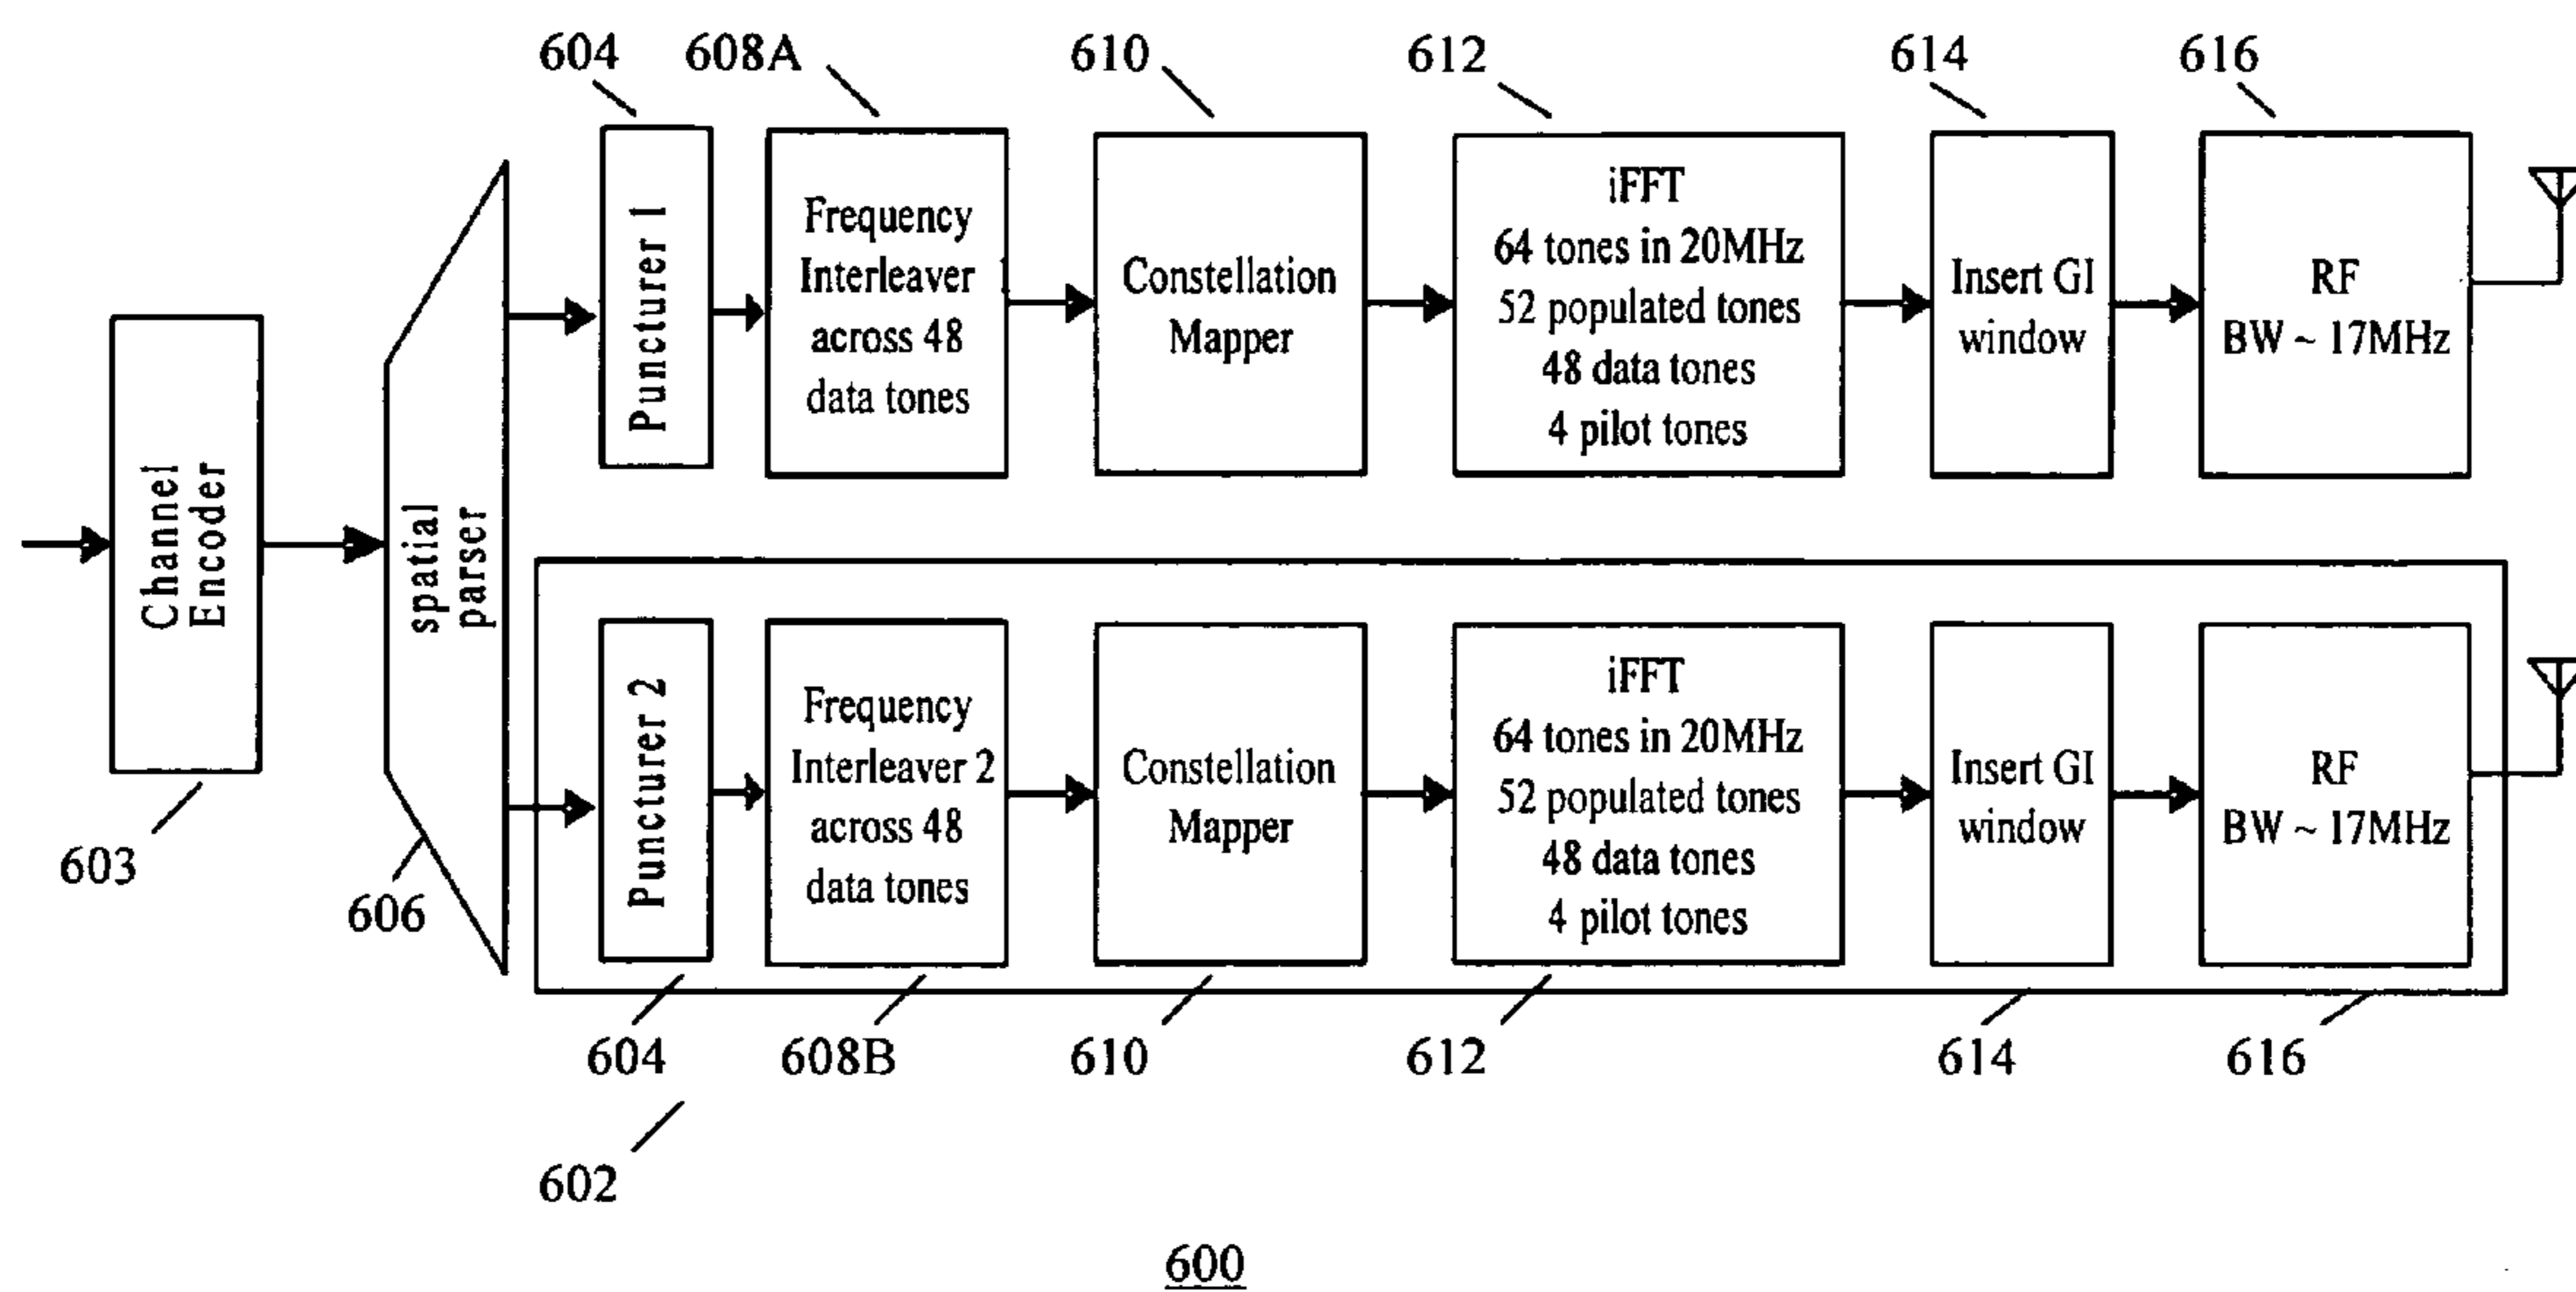 604
608A
610
612
614
616
Channel
Encoder
603
spatial
parser
606
Puncturer 1
Frequency
Interleaver
across 48
data tones
Constellation
Mapper
iFFT
64 tones in 20MHz
52 populated tones
48 data tones
4 pilot tones
Insert GI
window
RF
BW ~ 17MHz
Puncturer 2
Frequency
Interleaver 2
across 48
data tones
Constellation
Mapper
iFFT
64 tones in 20MHz
52 populated tones
48 data tones
4 pilot tones
Insert GI
window
RF
BW ~ 17MHz
604
608B
610
612
614
616
602
600